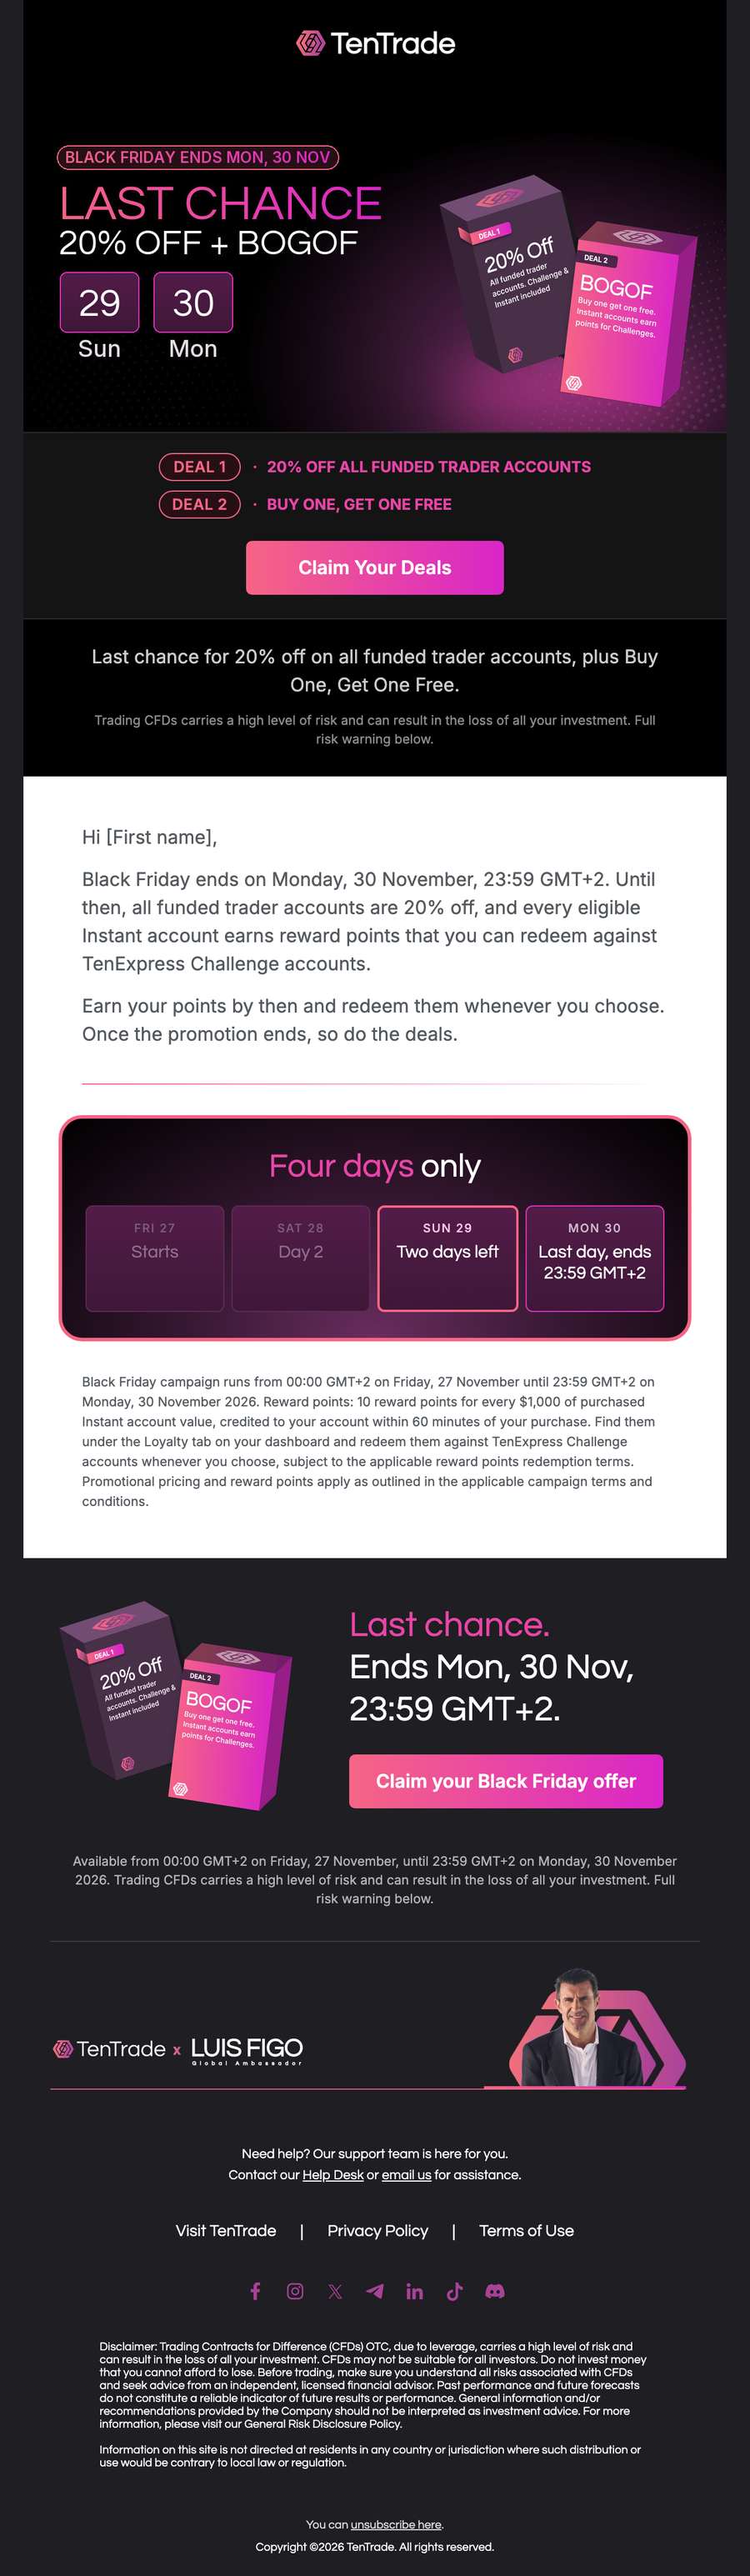 TenTrade
BLACK FRIDAY ENDS MON, 30 NOV
LAST CHANCE
20% OFF + BOGOF
29
Sun
30
Mon
DEAL 1
20% Off
All funded trader
accounts. Challenge &
Instant included
DEAL 2
BOGOF
Buy one get one free.
Instant accounts earn
points for Challenges.
DEAL 1 · 20% OFF ALL FUNDED TRADER ACCOUNTS
DEAL 2 · BUY ONE, GET ONE FREE
Claim Your Deals
Last chance for 20% off on all funded trader accounts, plus Buy
One, Get One Free.
Trading CFDs carries a high level of risk and can result in the loss of all your investment. Full
risk warning below.
Hi [First name],
Black Friday ends on Monday, 30 November, 23:59 GMT+2. Until
then, all funded trader accounts are 20% off, and every eligible
Instant account earns reward points that you can redeem against
TenExpress Challenge accounts.
Earn your points by then and redeem them whenever you choose.
Once the promotion ends, so do the deals.
Four days only
FRI 27
Starts
SAT 28
Day 2
SUN 29
Two days left
MON 30
Last day, ends
23:59 GMT+2
Black Friday campaign runs from 00:00 GMT+2 on Friday, 27 November until 23:59 GMT+2 on
Monday, 30 November 2026. Reward points: 10 reward points for every $1,000 of purchased
Instant account value, credited to your account within 60 minutes of your purchase. Find them
under the Loyalty tab on your dashboard and redeem them against TenExpress Challenge
accounts whenever you choose, subject to the applicable reward points redemption terms.
Promotional pricing and reward points apply as outlined in the applicable campaign terms and
conditions.
DEAL 1
20% Off
All funded trader
accounts. Challenge &
Instant included
DEAL 2
BOGOF
Buy one get one free.
Instant accounts earn
points for Challenges.
Last chance.
Ends Mon, 30 Nov,
23:59 GMT+2.
Claim your Black Friday offer
Available from 00:00 GMT+2 on Friday, 27 November, until 23:59 GMT+2 on Monday, 30 November
2026. Trading CFDs carries a high level of risk and can result in the loss of all your investment. Full
risk warning below.
TenTrade x LUIS FIGO
Global Ambassador
Need help? Our support team is here for you.
Contact our Help Desk or email us for assistance.
Visit TenTrade | Privacy Policy | Terms of Use
Disclaimer: Trading Contracts for Difference (CFDs) OTC, due to leverage, carries a high level of risk and
can result in the loss of all your investment. CFDs may not be suitable for all investors. Do not invest money
that you cannot afford to lose. Before trading, make sure you understand all risks associated with CFDs
and seek advice from an independent, licensed financial advisor. Past performance and future forecasts
do not constitute a reliable indicator of future results or performance. General information and/or
recommendations provided by the Company should not be interpreted as investment advice. For more
information, please visit our General Risk Disclosure Policy.
Information on this site is not directed at residents in any country or jurisdiction where such distribution or
use would be contrary to local law or regulation.
You can unsubscribe here.
Copyright ©2026 TenTrade. All rights reserved.